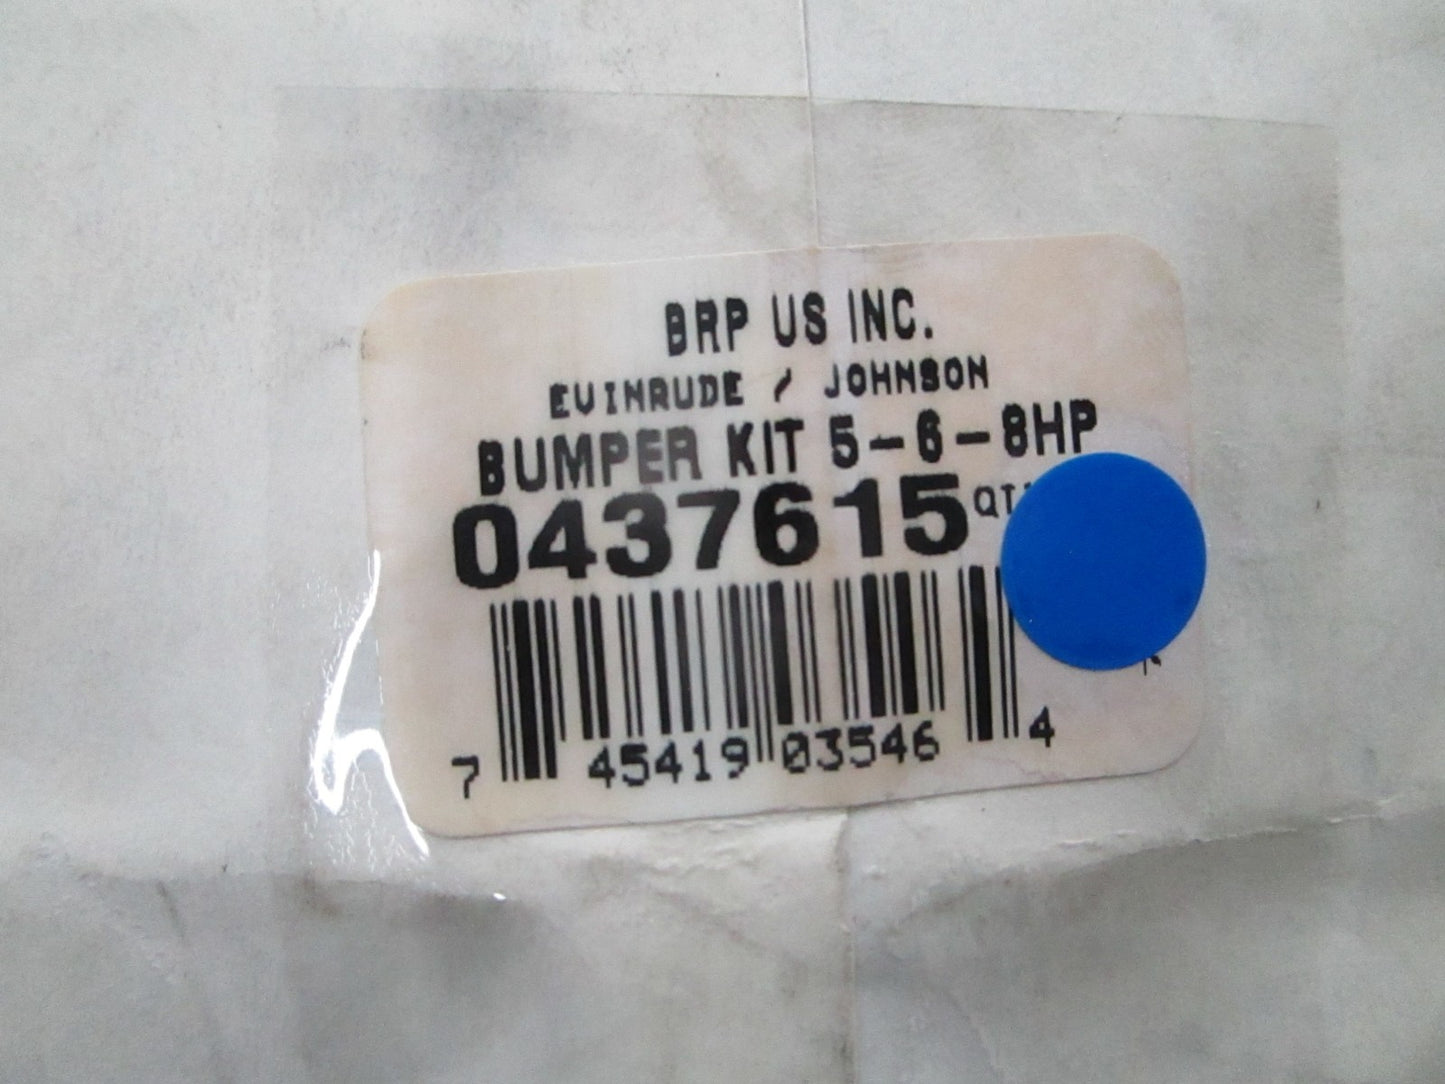 BRP US INC.
EVINRUDE / JOHNSON
BUMPER KIT 5-6-8HP
0437615
7 45419 03546 4